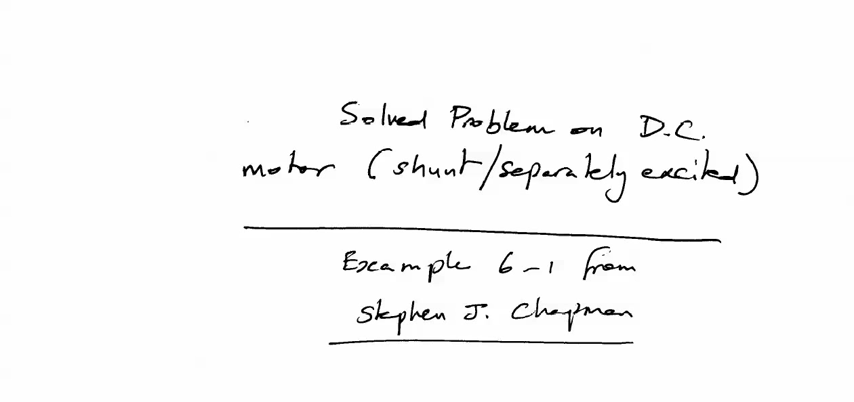 Solved Problem on D.C.
motor (shunt/separately excited)
Example 6-1 from
Stephen J. Chapman